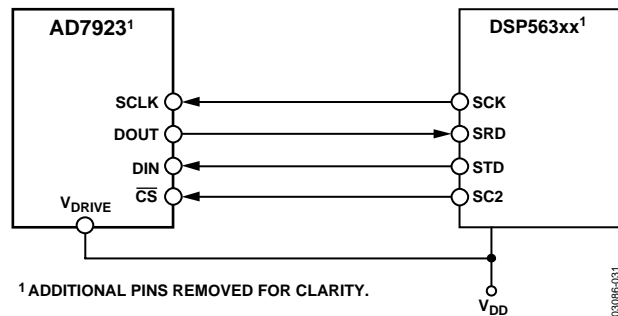 AD7923¹
DSP563xx¹
SCLK
SCK
DOUT
SRD
DIN
STD
CS
SC2
VDRIVE
¹ ADDITIONAL PINS REMOVED FOR CLARITY.
VDD
03086-031